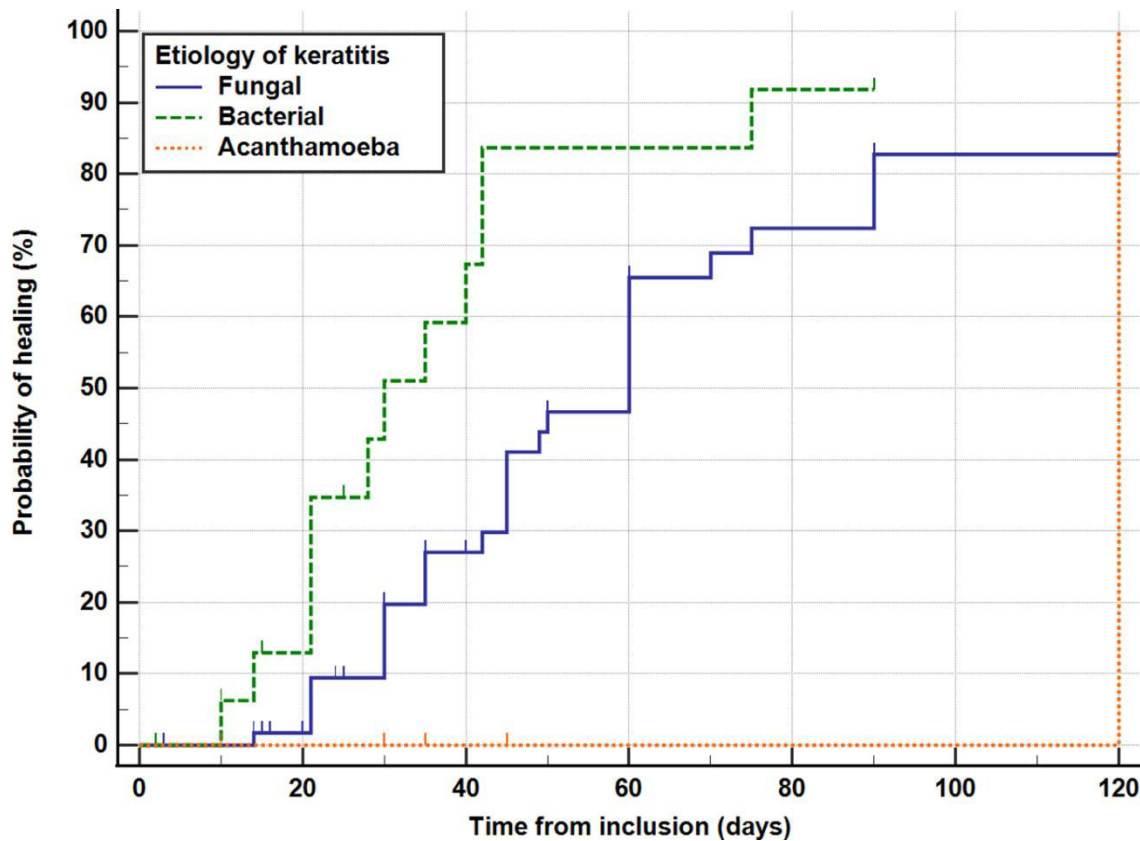 Etiology of keratitis
Fungal
Bacterial
Acanthamoeba
Probability of healing (%)
100
90
80
70
60
50
40
30
20
10
0
0 20 40 60 80 100 120
Time from inclusion (days)